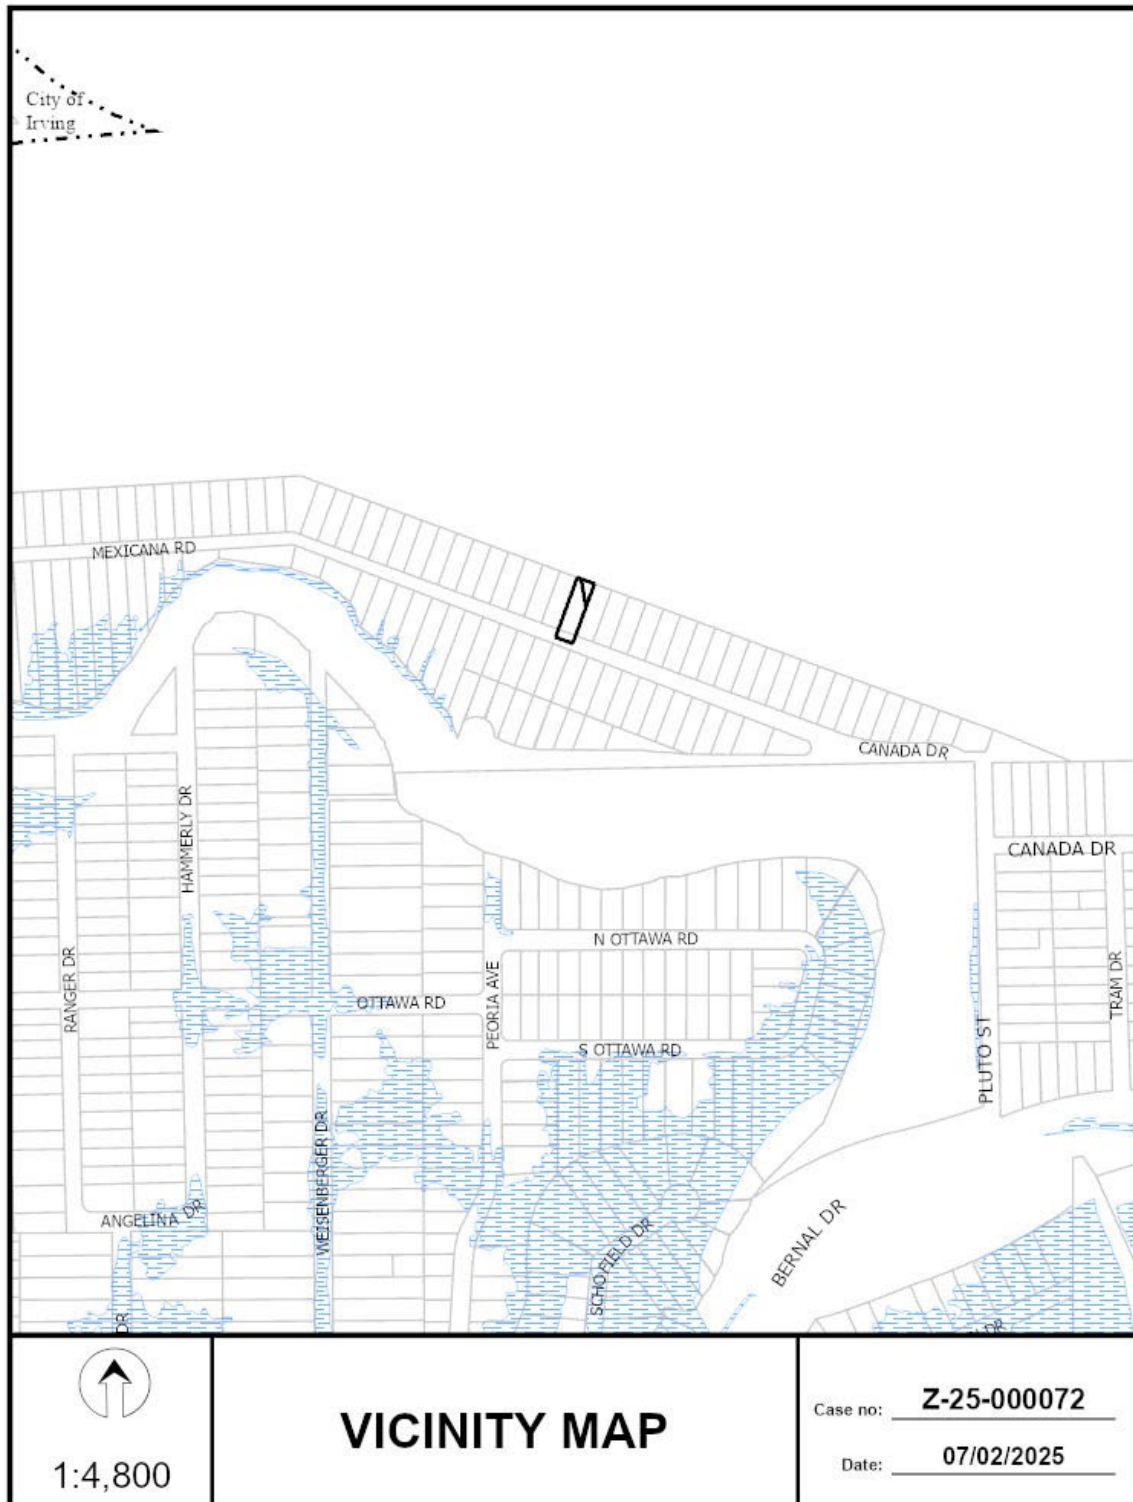 City of
Irving
MEXICANA RD
CANADA DR
CANADA DR
HAMMERLY DR
N OTTAWA RD
RANGER DR
PEORIA AVE
OTTAWA RD
TRAM DR
S OTTAWA RD
PLUTO ST
WEISENBERGER DR
ANGELINA DR
SCHOFIELD DR
BERNAL DR
DR
DR
1:4,800
VICINITY MAP
Case no: Z-25-000072
Date: 07/02/2025